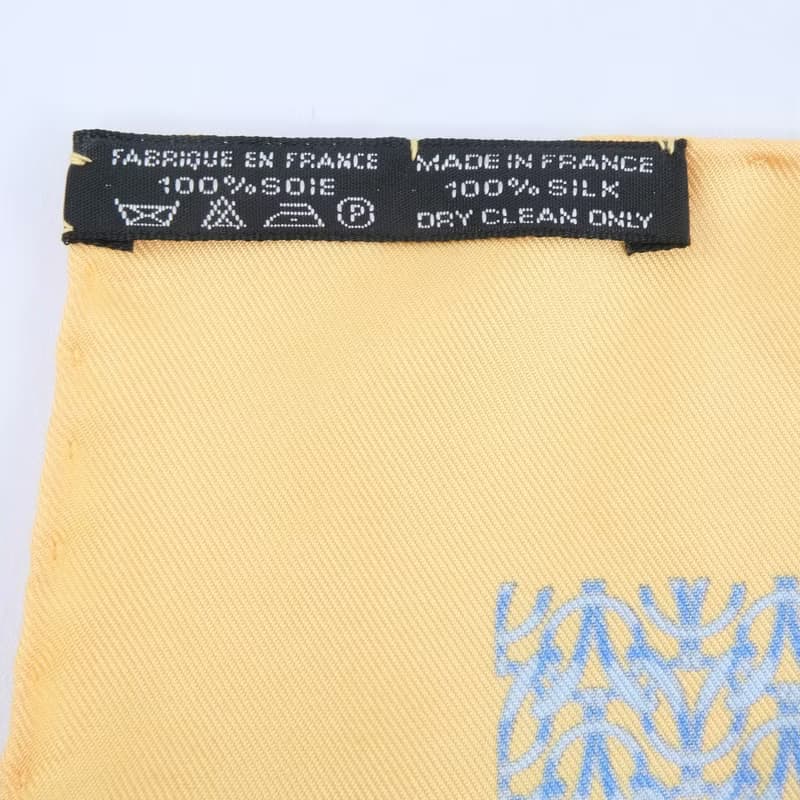 FABRIQUE EN FRANCE
100% SOIE
P
MADE IN FRANCE
100% SILK
DRY CLEAN ONLY